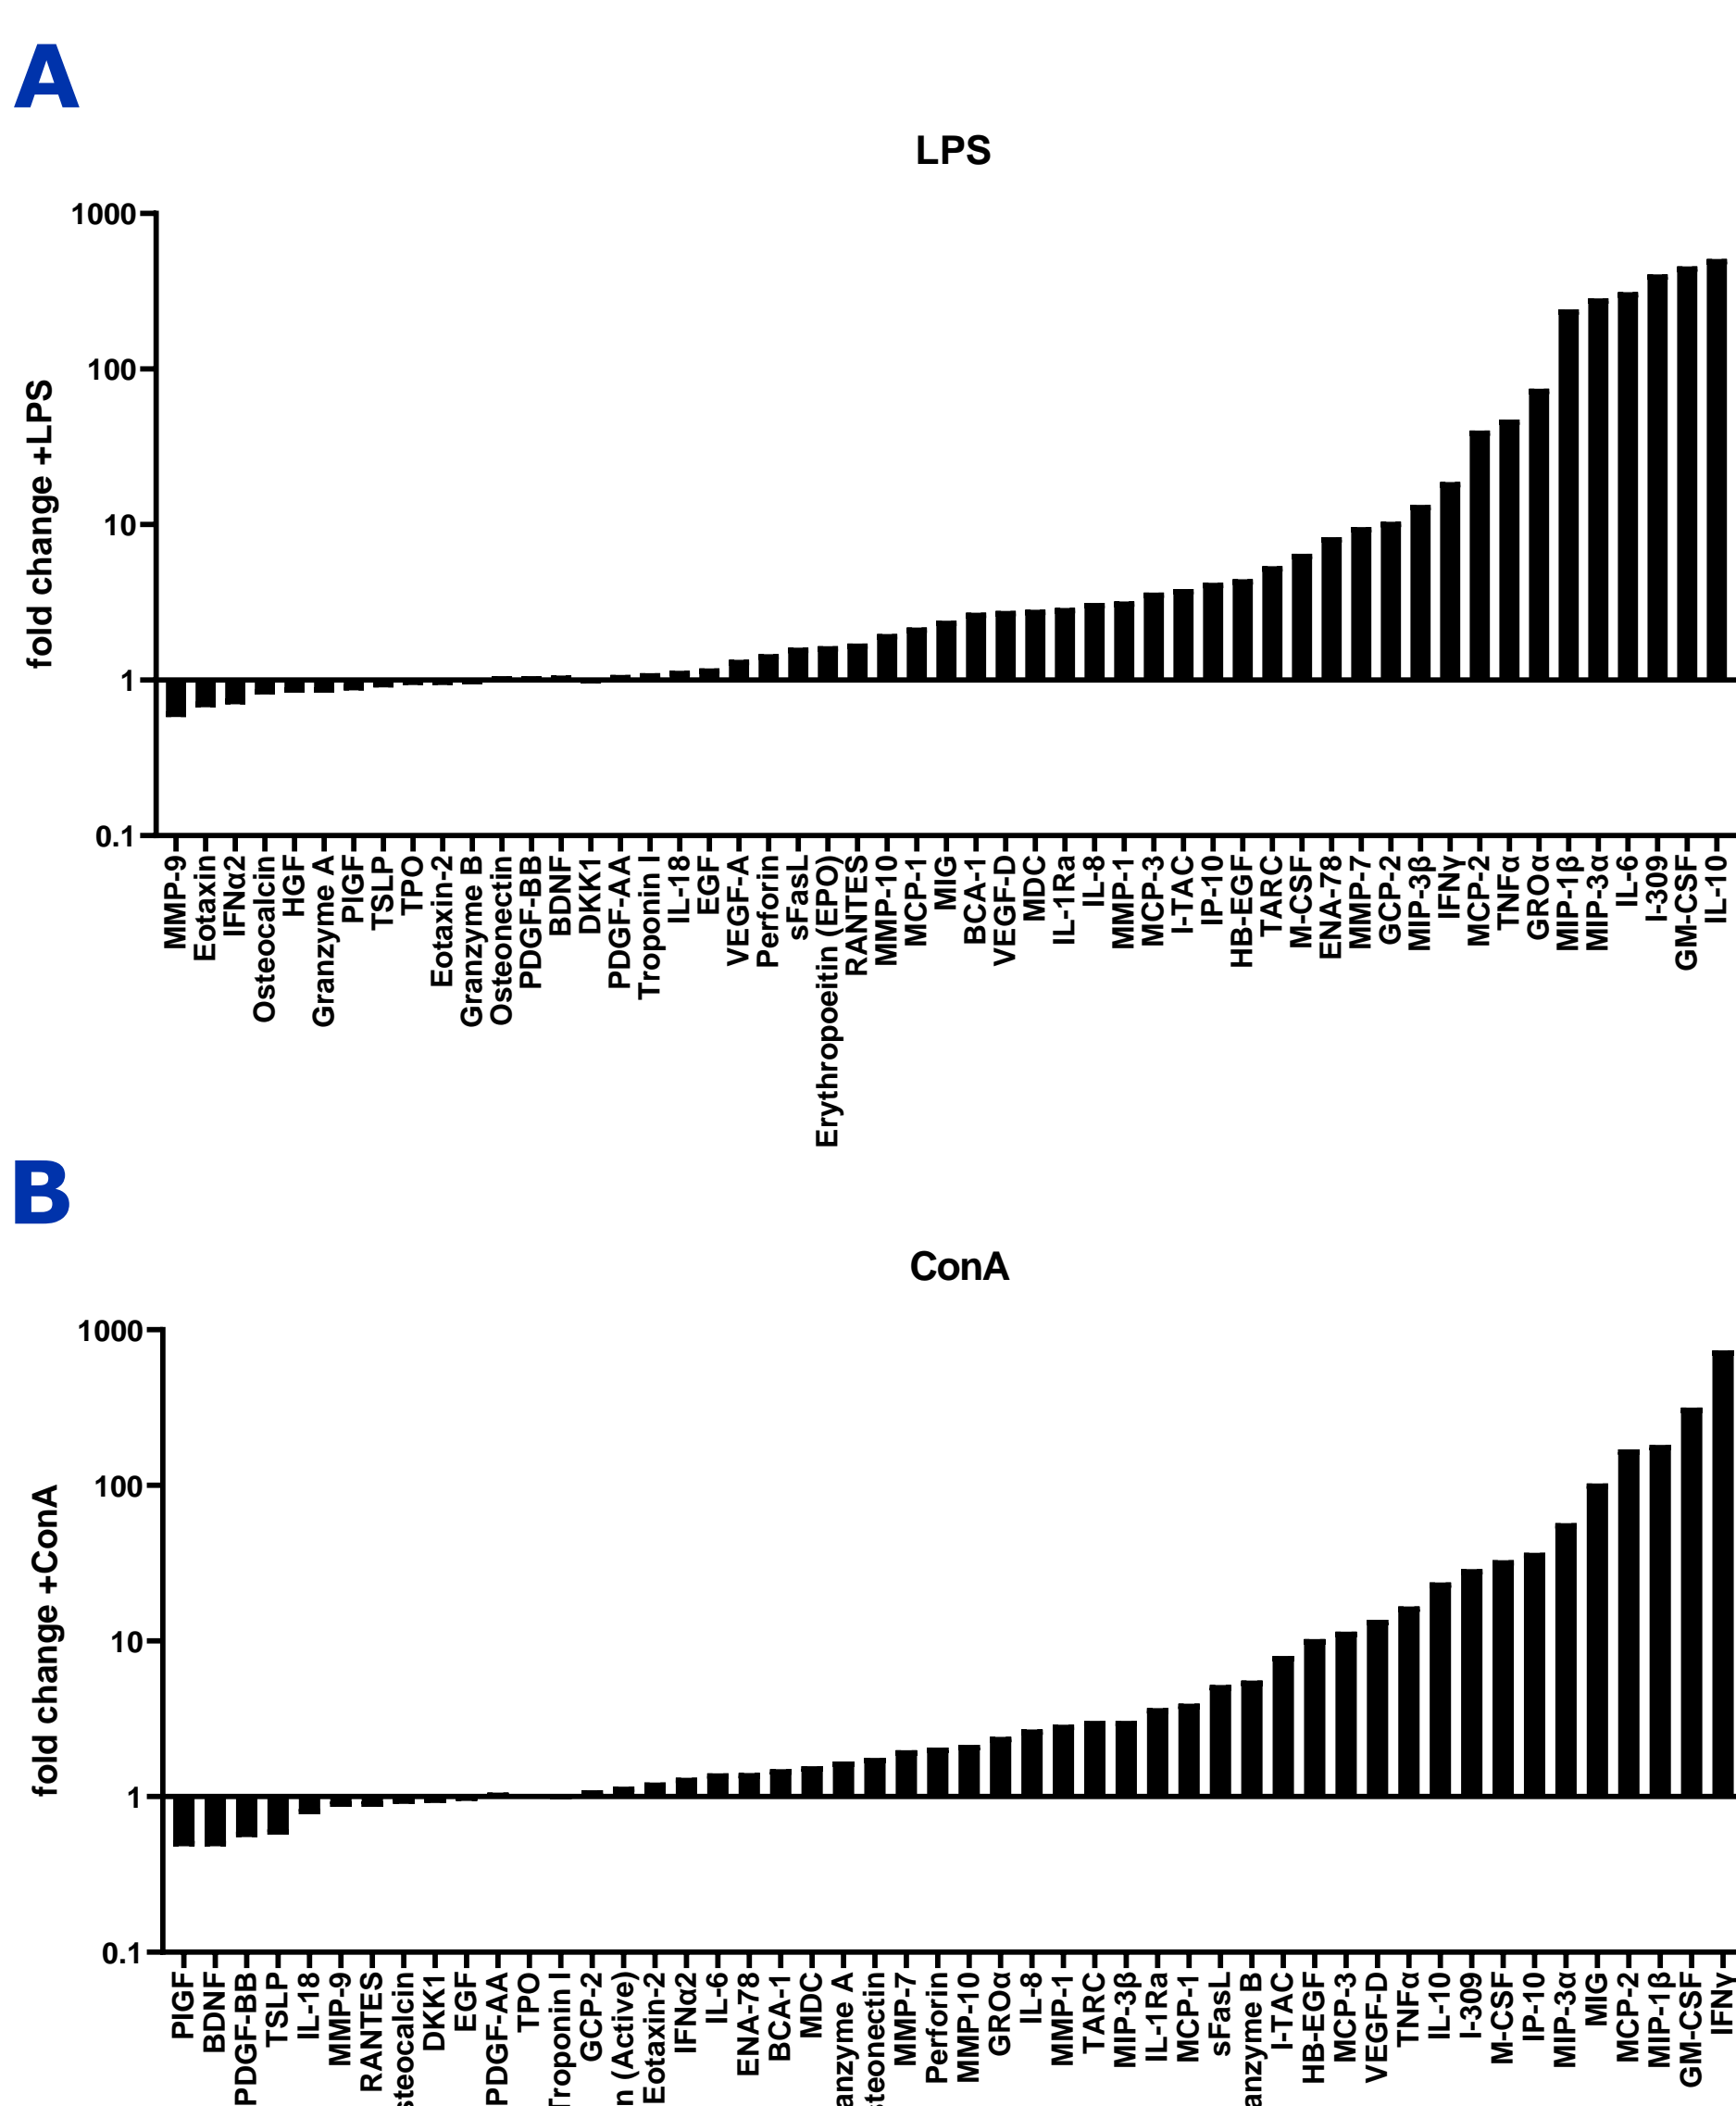 A
LPS
fold change +LPS
1000
100
10
1
0.1
MMP-9
Eotaxin
IFNα2
Osteocalcin
HGF
Granzyme A
PIGF
TSLP
TPO
Eotaxin-2
Granzyme B
Osteonectin
PDGF-BB
BDNF
DKK1
PDGF-AA
Troponin I
IL-18
EGF
VEGF-A
Perforin
sFasL
Erythropoeitin (EPO)
RANTES
MMP-10
MCP-1
MIG
BCA-1
VEGF-D
MDC
IL-1Ra
IL-8
MMP-1
MCP-3
I-TAC
IP-10
HB-EGF
TARC
M-CSF
ENA-78
MMP-7
GCP-2
MIP-3β
IFNγ
MCP-2
TNFα
GROα
MIP-1β
MIP-3α
IL-6
I-309
GM-CSF
IL-10
B
ConA
fold change +ConA
1000
100
10
1
0.1
PIGF
BDNF
PDGF-BB
TSLP
IL-18
MMP-9
RANTES
steocalcin
DKK1
EGF
PDGF-AA
TPO
Troponin I
GCP-2
n (Active)
Eotaxin-2
IFNα2
IL-6
ENA-78
BCA-1
MDC
anzyme A
teonectin
MMP-7
Perforin
MMP-10
GROα
IL-8
MMP-1
TARC
MIP-3β
IL-1Ra
MCP-1
sFasL
anzyme B
I-TAC
HB-EGF
MCP-3
VEGF-D
TNFα
IL-10
I-309
M-CSF
IP-10
MIP-3α
MIG
MCP-2
MIP-1β
GM-CSF
IFNγ